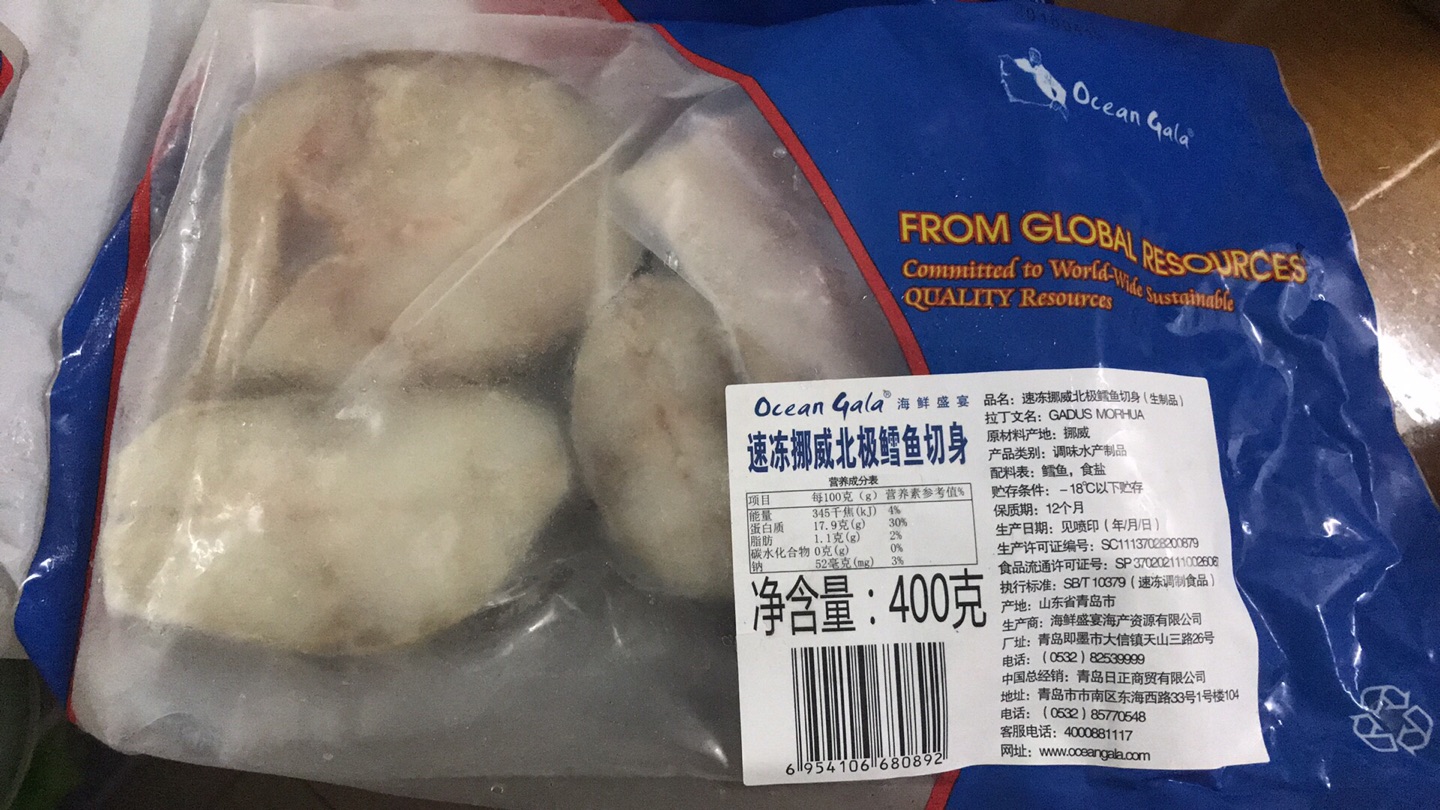 Ocean Gala®
FROM GLOBAL RESOURCES
Committed to World-Wide Sustainable
QUALITY Resources
Ocean Gala® 海鲜盛宴
速冻挪威北极鳕鱼切身
营养成分表
项目 每100克(g) 营养素参考值%
能量 345千焦(kJ) 4%
蛋白质 17.9克(g) 30%
脂肪 1.1克(g) 2%
碳水化合物 0克(g) 0%
钠 52毫克(mg) 3%
净含量:400克
6 954106 680892
品名:速冻挪威北极鳕鱼切身(生制品)
拉丁文名:GADUS MORHUA
原材料产地:挪威
产品类别:调味水产制品
配料表:鳕鱼,食盐
贮存条件:-18℃以下贮存
保质期:12个月
生产日期:见喷印(年/月/日)
生产许可证编号:SC11137028200879
食品流通许可证号:SP 370202111002606
执行标准:SB/T 10379(速冻调制食品)
产地:山东省青岛市
生产商:海鲜盛宴海产资源有限公司
厂址:青岛即墨市大信镇天山三路26号
电话:(0532)82539999
中国总经销:青岛日正商贸有限公司
地址:青岛市市南区东海西路33号1号楼104
电话:(0532)85770548
客服电话:4000881117
网址:www.oceangala.com